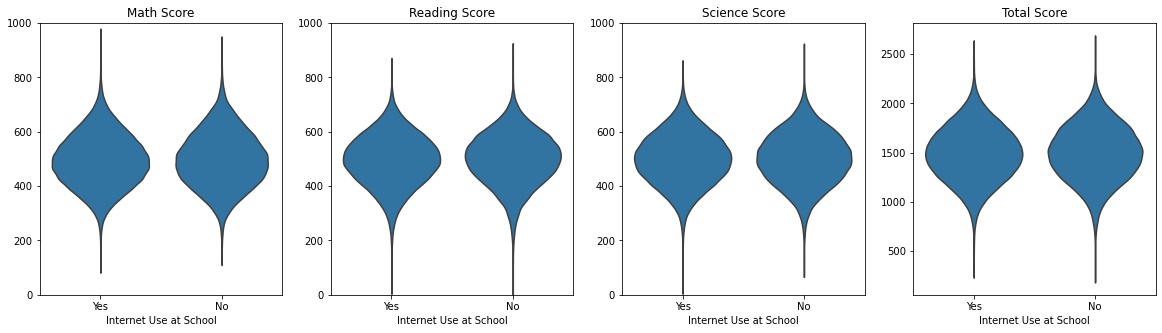 Math Score
Reading Score
Science Score
Total Score
1000
800
600
400
200
0
Yes
No
Internet Use at School
1000
800
600
400
200
0
Yes
No
Internet Use at School
1000
800
600
400
200
0
Yes
No
Internet Use at School
2500
2000
1500
1000
500
Yes
No
Internet Use at School